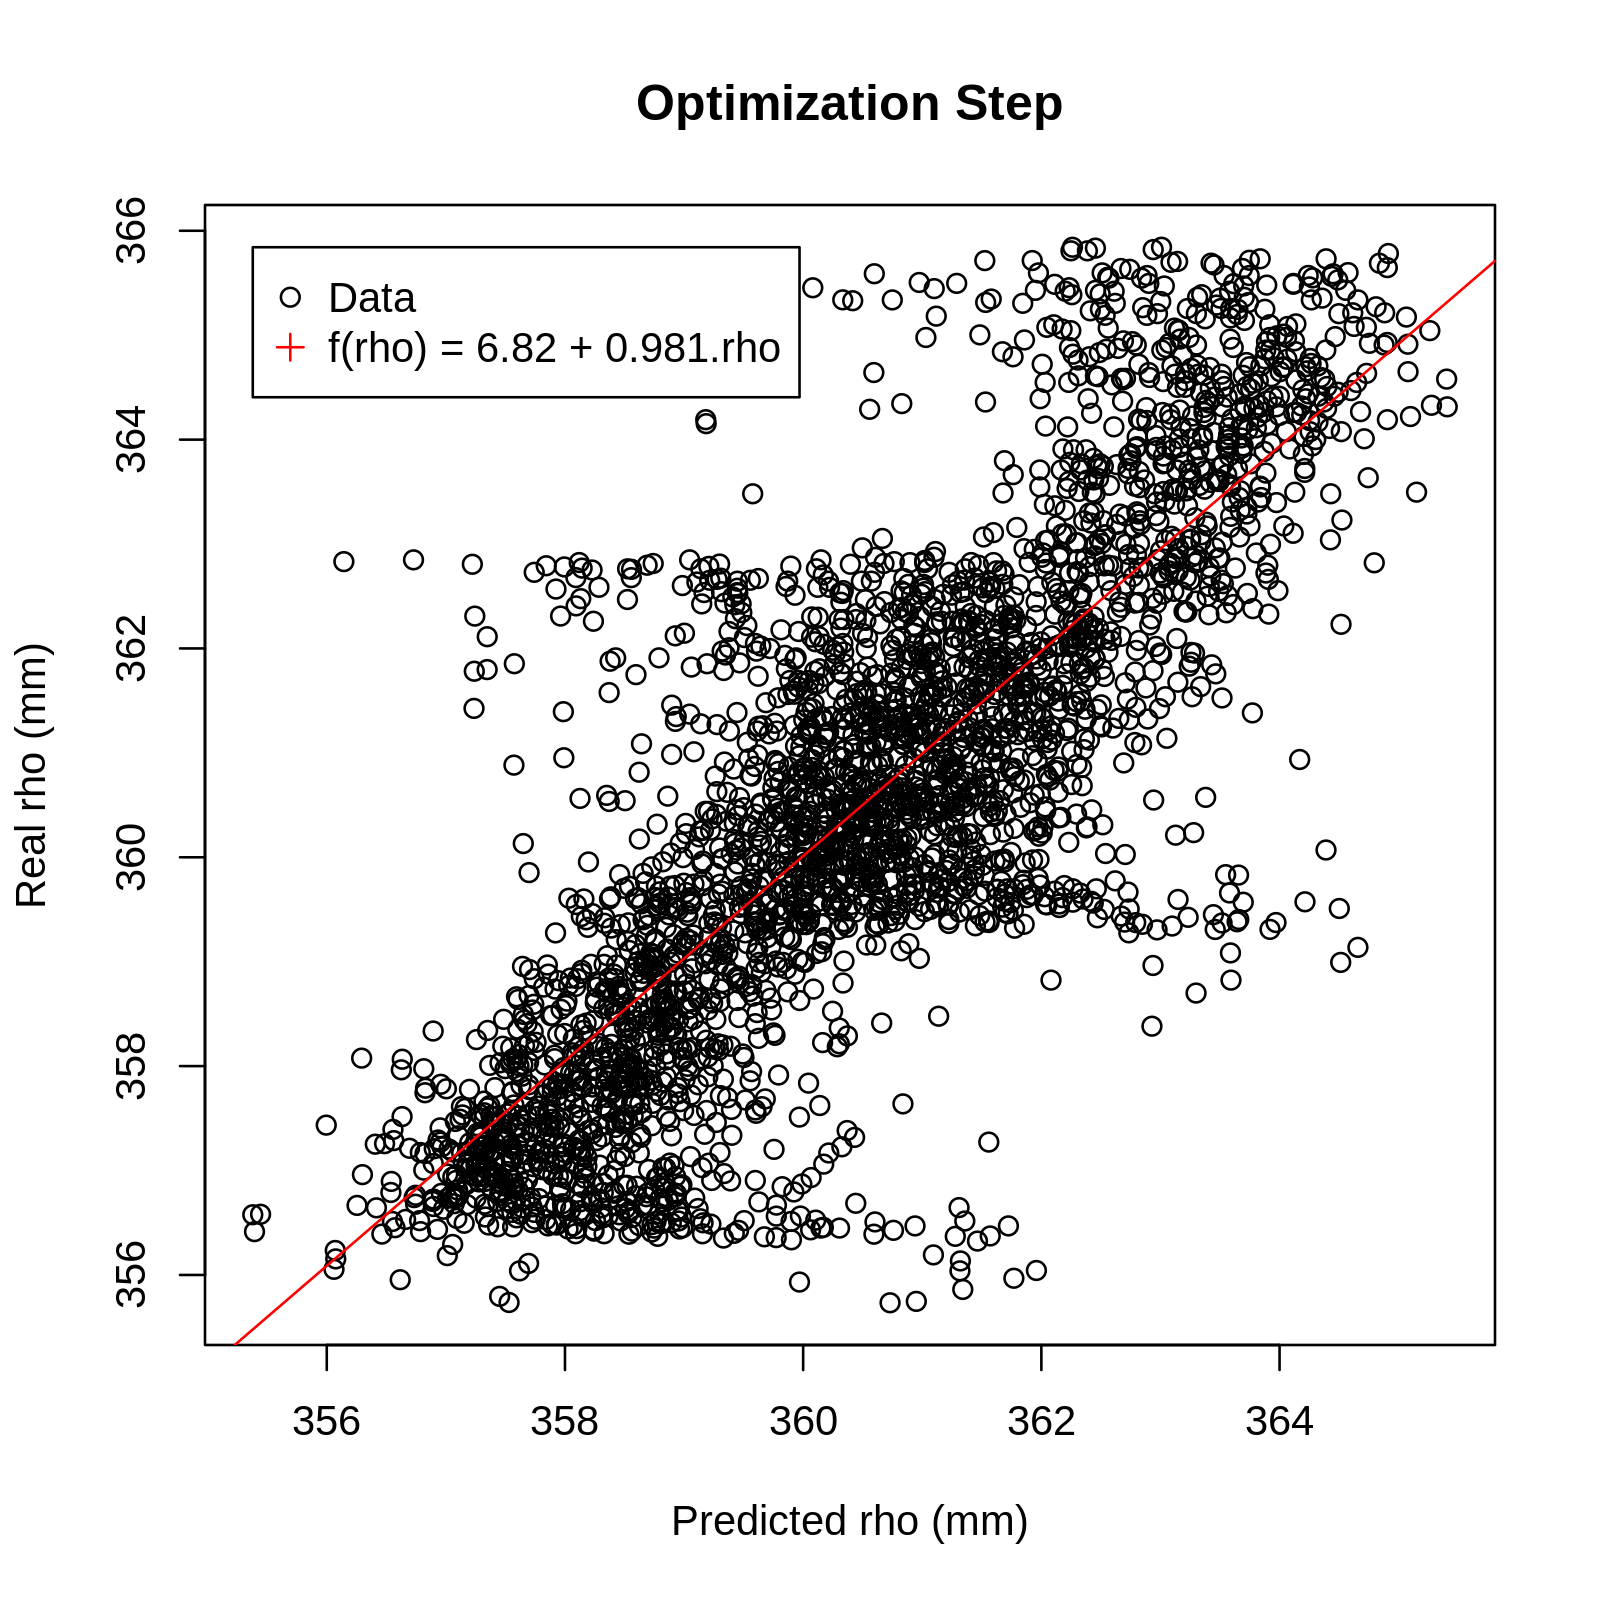 Optimization Step
Data
f(rho) = 6.82 + 0.981.rho
Real rho (mm)
366
364
362
360
358
356
356
358
360
362
364
Predicted rho (mm)